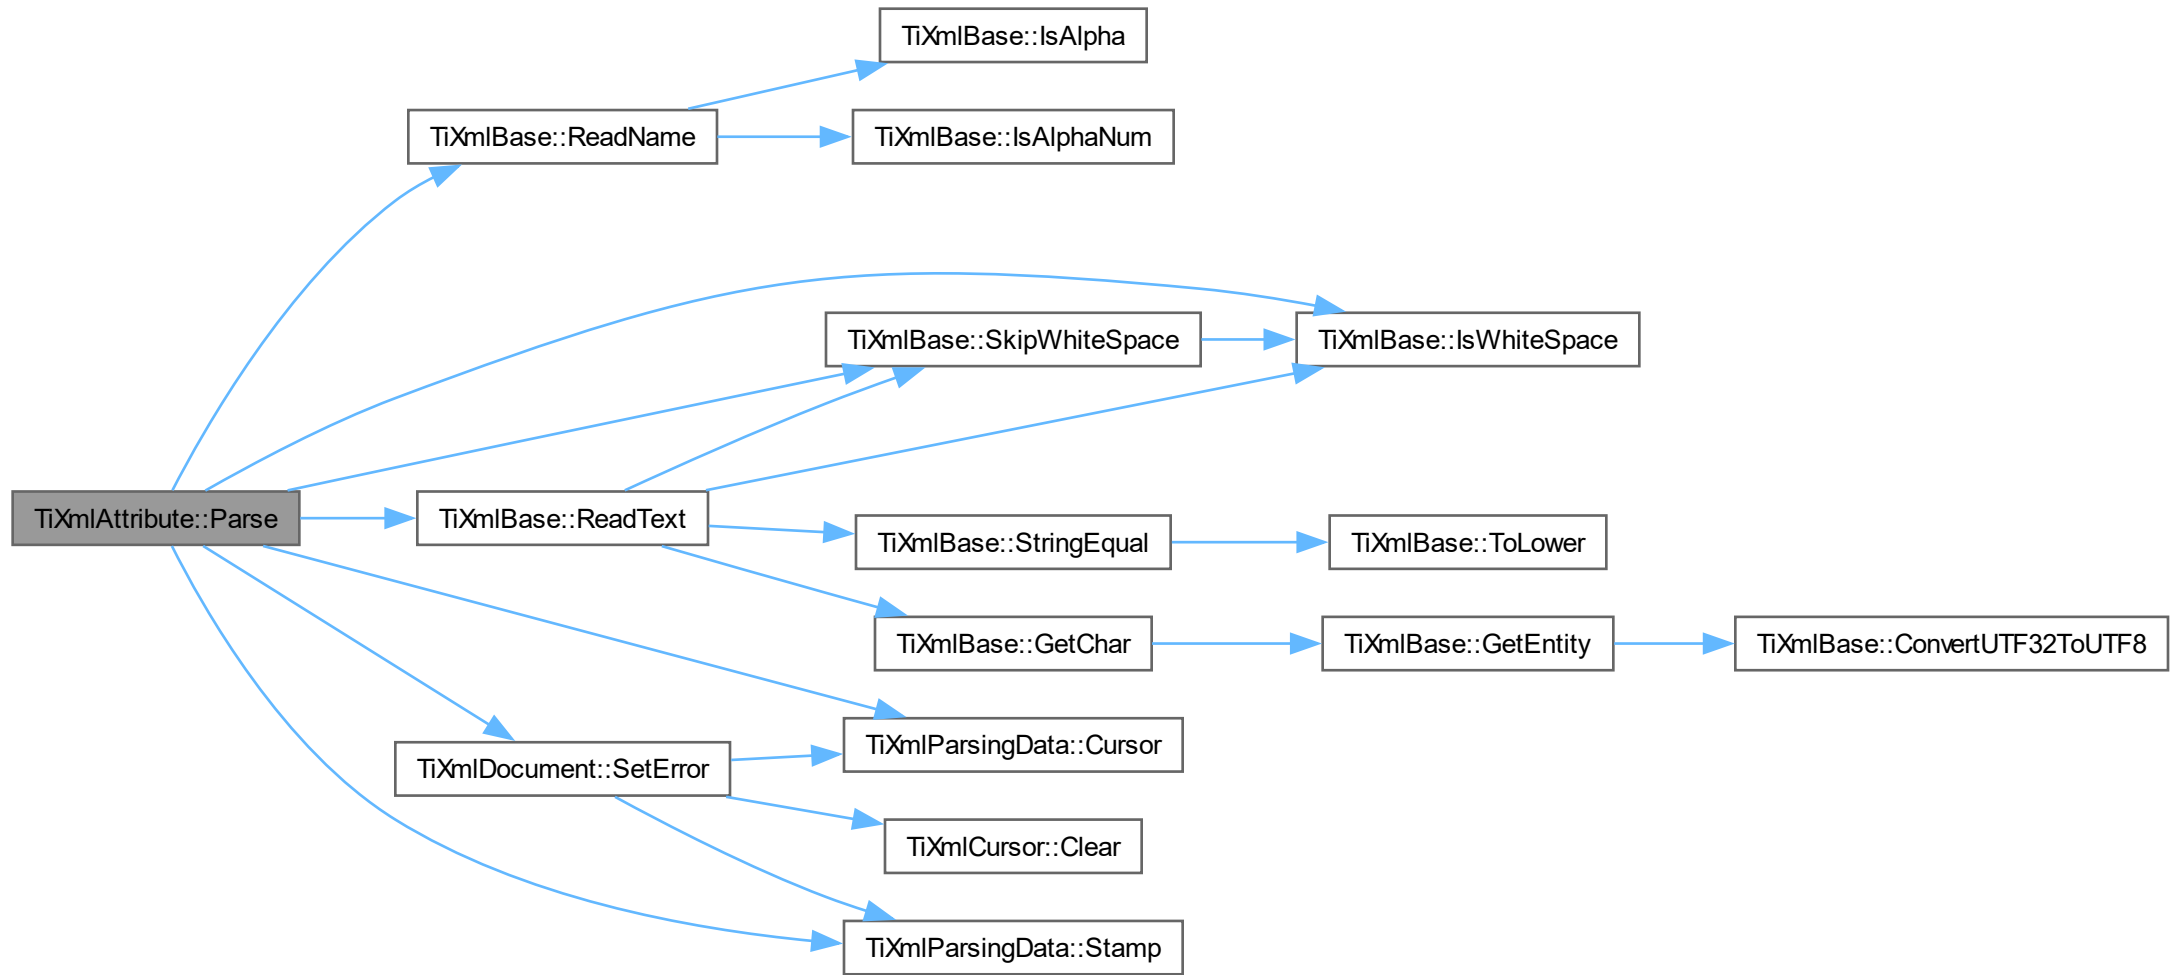 TiXmlBase::IsAlpha
TiXmlBase::ReadName
TiXmlBase::IsAlphaNum
TiXmlBase::SkipWhiteSpace
TiXmlBase::IsWhiteSpace
TiXmlAttribute::Parse
TiXmlBase::ReadText
TiXmlBase::StringEqual
TiXmlBase::ToLower
TiXmlBase::GetChar
TiXmlBase::GetEntity
TiXmlBase::ConvertUTF32ToUTF8
TiXmlParsingData::Cursor
TiXmlDocument::SetError
TiXmlCursor::Clear
TiXmlParsingData::Stamp